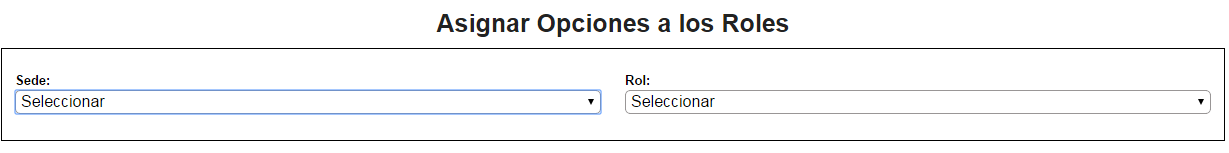 Asignar Opciones a los Roles
Sede: Rol:
Seleccionar Seleccionar